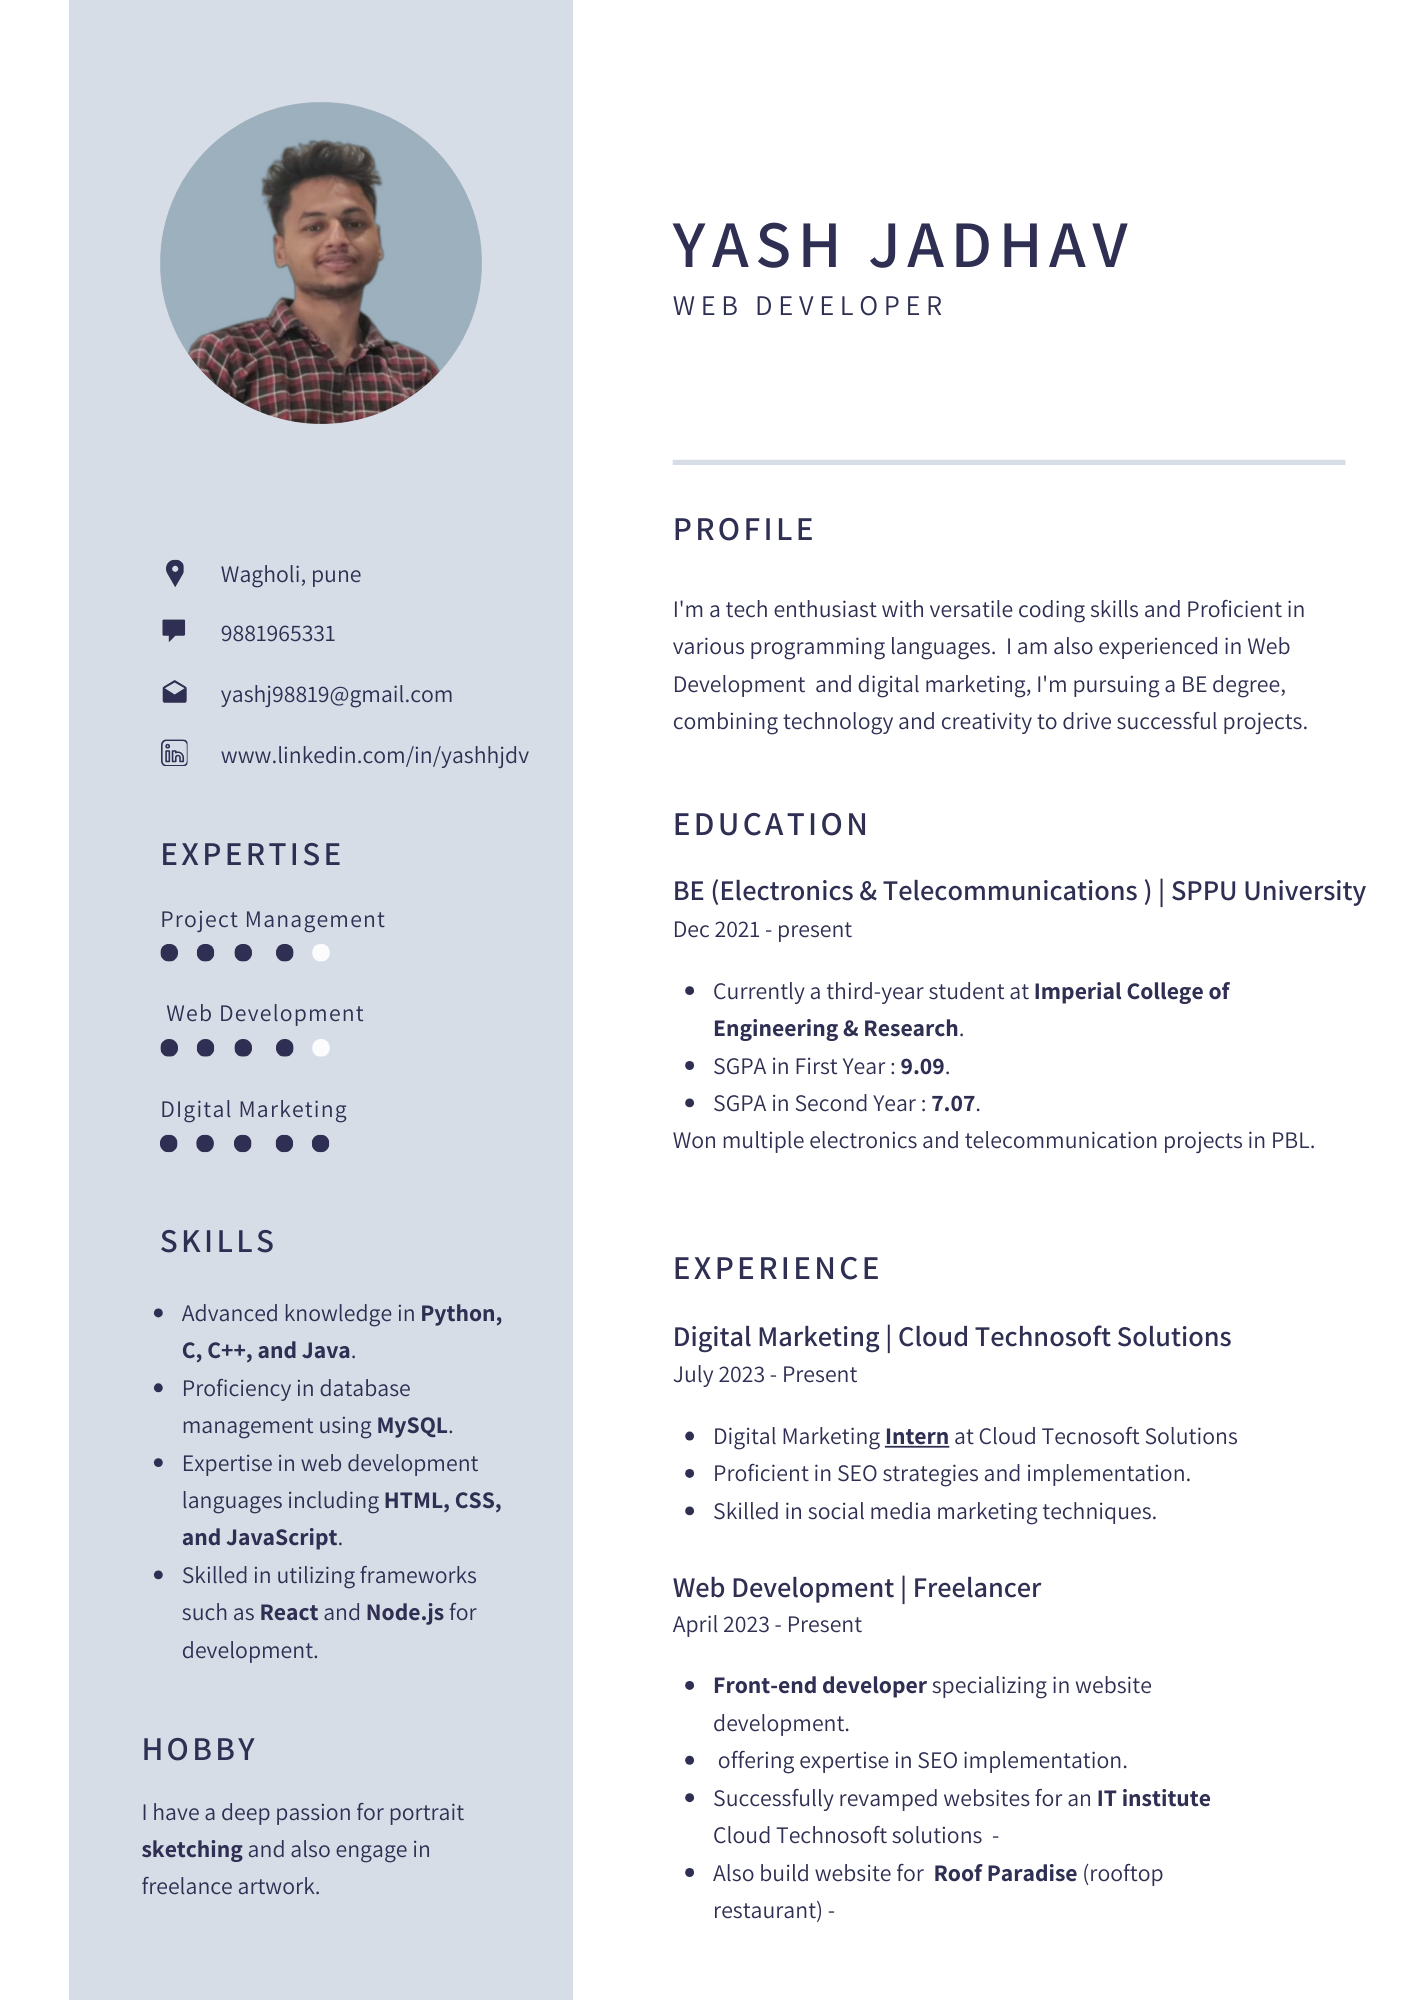 Wagholi, pune
9881965331
yashj98819@gmail.com
www.linkedin.com/in/yashhjdv
EXPERTISE
Project Management
Web Development
DIgital Marketing
SKILLS
Advanced knowledge in Python,
C, C++, and Java.
Proficiency in database
management using MySQL.
Expertise in web development
languages including HTML, CSS,
and JavaScript.
Skilled in utilizing frameworks
such as React and Node.js for
development.
HOBBY
I have a deep passion for portrait
sketching and also engage in
freelance artwork.
YASH JADHAV
WEB DEVELOPER
PROFILE
I'm a tech enthusiast with versatile coding skills and Proficient in
various programming languages.  I am also experienced in Web
Development  and digital marketing, I'm pursuing a BE degree,
combining technology and creativity to drive successful projects.
EDUCATION
BE (Electronics & Telecommunications ) | SPPU University
Dec 2021 - present
Currently a third-year student at Imperial College of
Engineering & Research.
SGPA in First Year : 9.09.
SGPA in Second Year : 7.07.
Won multiple electronics and telecommunication projects in PBL.
EXPERIENCE
Digital Marketing | Cloud Technosoft Solutions
July 2023 - Present
Digital Marketing Intern at Cloud Tecnosoft Solutions
Proficient in SEO strategies and implementation.
Skilled in social media marketing techniques.
Web Development | Freelancer
April 2023 - Present
Front-end developer specializing in website
development.
offering expertise in SEO implementation.
Successfully revamped websites for an IT institute
Cloud Technosoft solutions  -
Also build website for  Roof Paradise (rooftop
restaurant) -